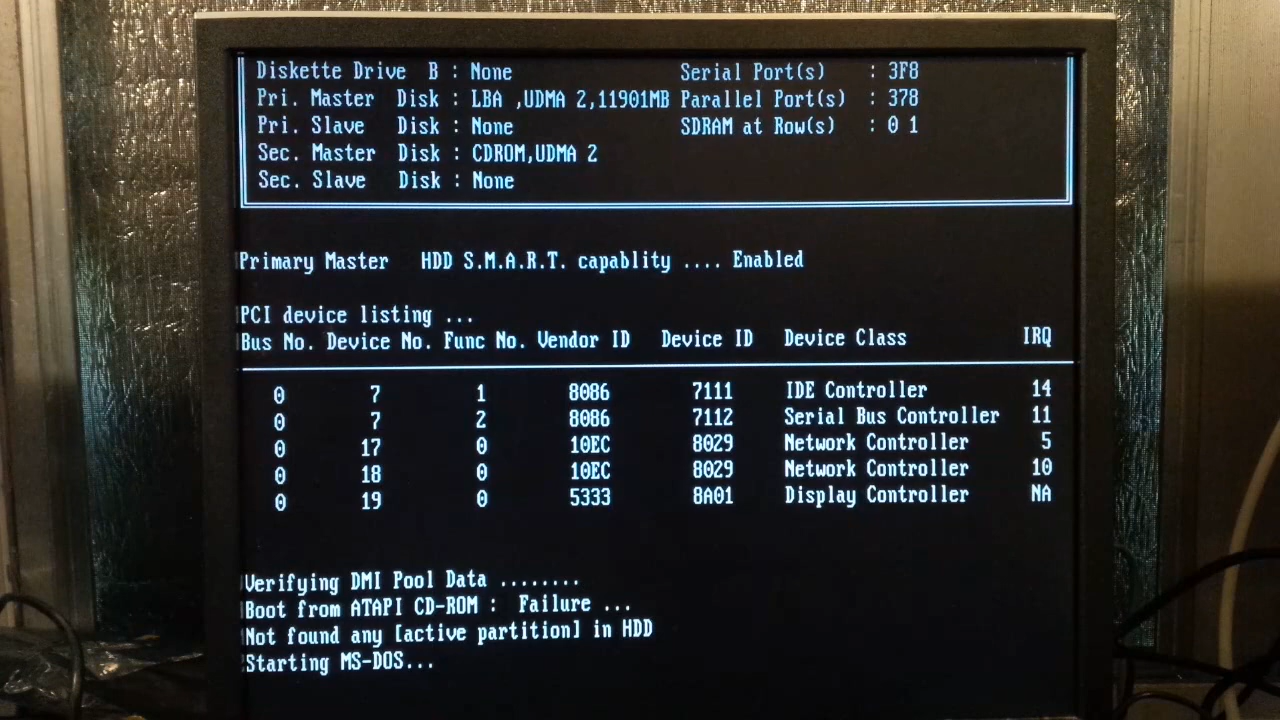 Diskette Drive B : None Serial Port(s) : 3F8
Pri. Master Disk : LBA ,UDMA 2,11901MB Parallel Port(s) : 378
Pri. Slave Disk : None SDRAM at Row(s) : 0 1
Sec. Master Disk : CDROM,UDMA 2
Sec. Slave Disk : None
Primary Master HDD S.M.A.R.T. capablity .... Enabled
PCI device listing ...
Bus No. Device No. Func No. Vendor ID Device ID Device Class IRQ
0 7 1 8086 7111 IDE Controller 14
0 7 2 8086 7112 Serial Bus Controller 11
0 17 0 10EC 8029 Network Controller 5
0 18 0 10EC 8029 Network Controller 10
0 19 0 5333 8A01 Display Controller NA
Verifying DMI Pool Data ........
Boot from ATAPI CD-ROM : Failure ...
Not found any [active partition] in HDD
Starting MS-DOS...